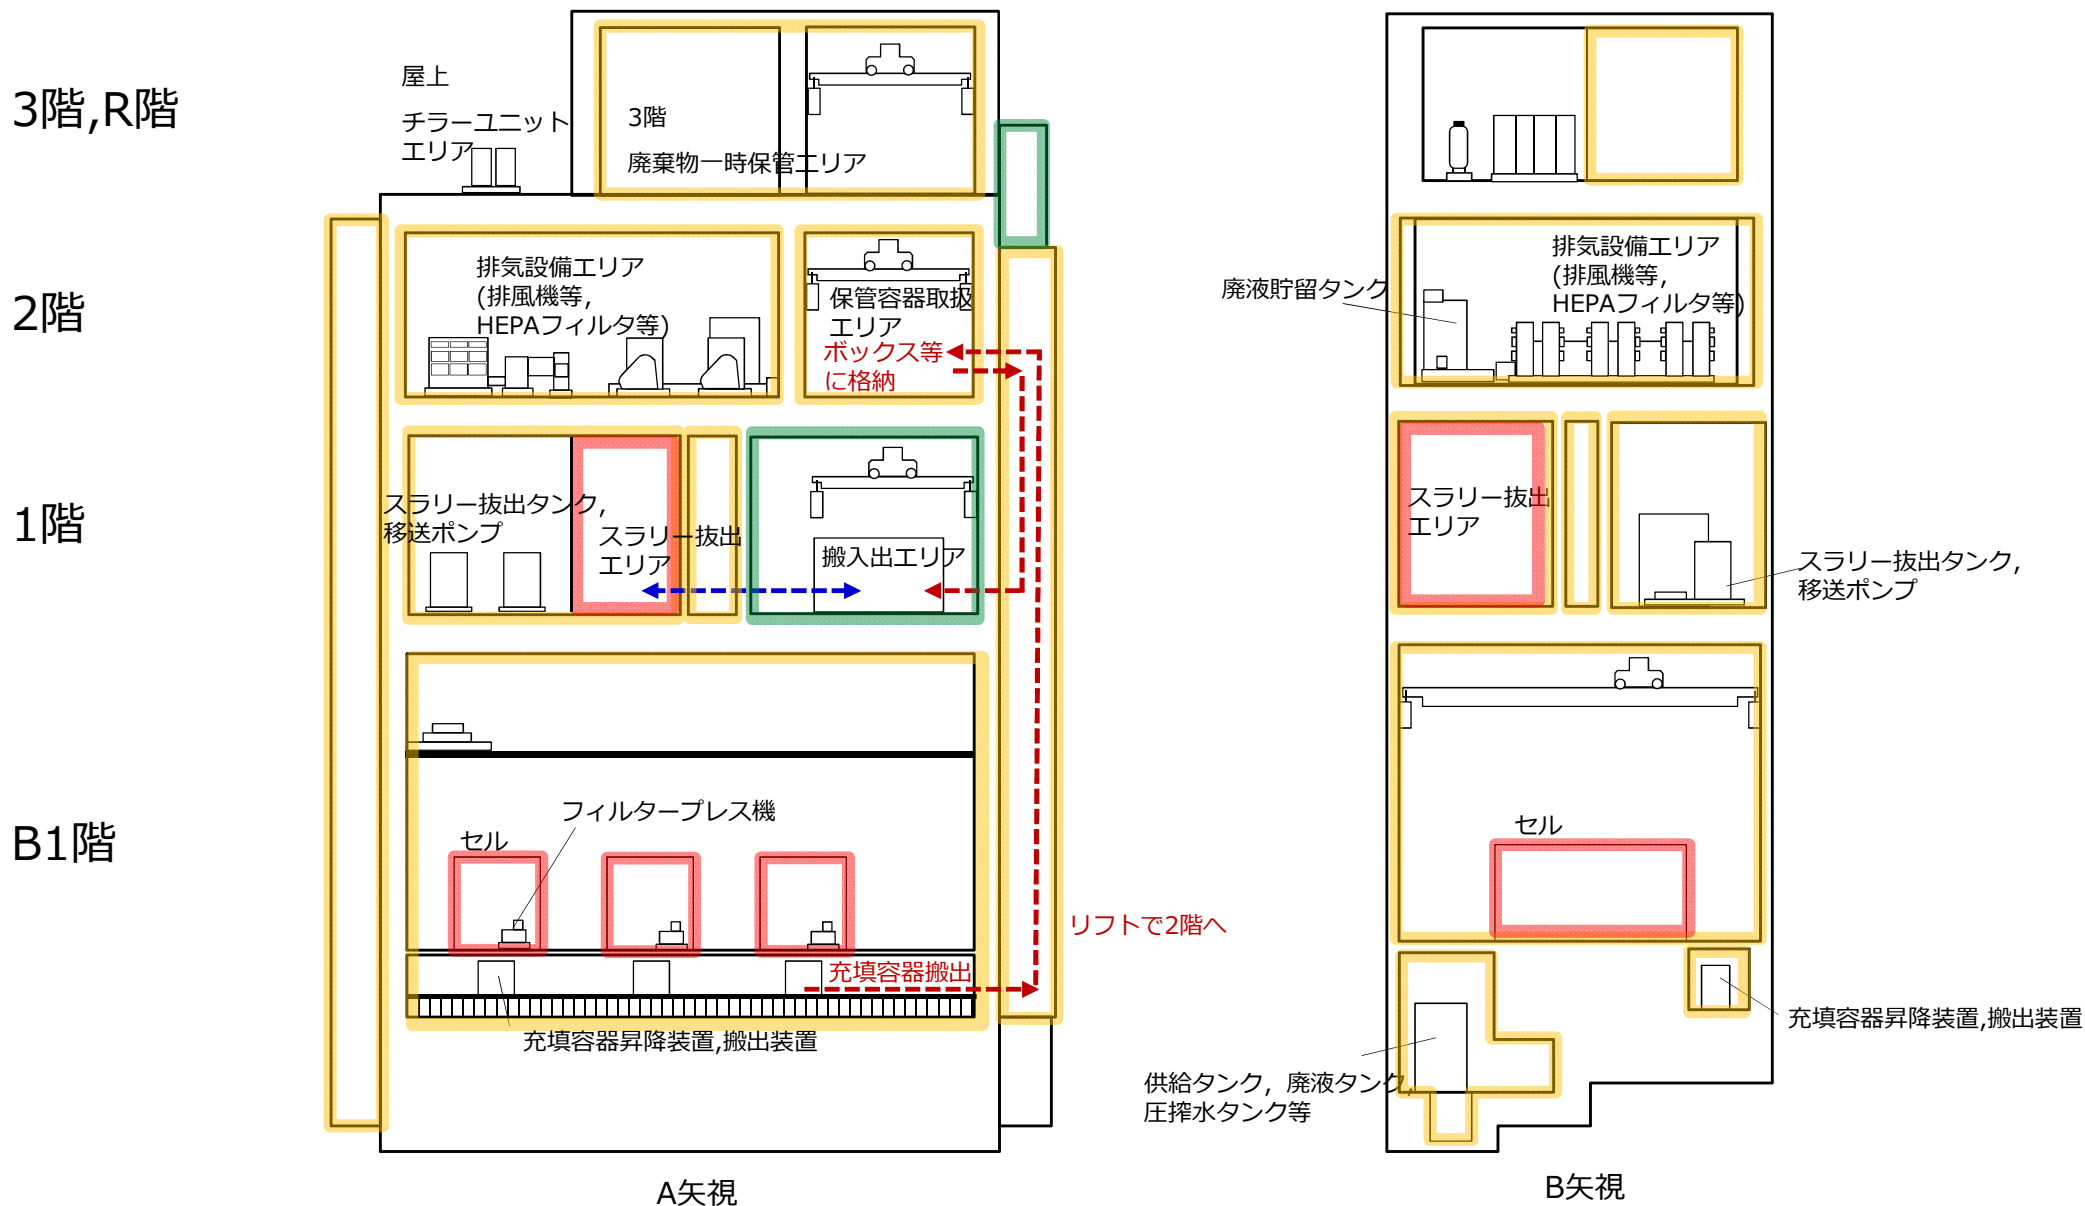 3階,R階
屋上
チラーユニット
エリア
3階
廃棄物一時保管エリア
2階
排気設備エリア
(排風機等,
HEPAフィルタ等)
保管容器取扱
エリア
ボックス等
に格納
廃液貯留タンク
排気設備エリア
(排風機等,
HEPAフィルタ等)
1階
スラリー抜出タンク,
移送ポンプ
スラリー抜出
エリア
搬入出エリア
スラリー抜出
エリア
スラリー抜出タンク,
移送ポンプ
B1階
フィルタープレス機
セル
充填容器搬出
リフトで2階へ
充填容器昇降装置,搬出装置
セル
充填容器昇降装置,搬出装置
供給タンク, 廃液タンク,
圧搾水タンク等
A矢視
B矢視